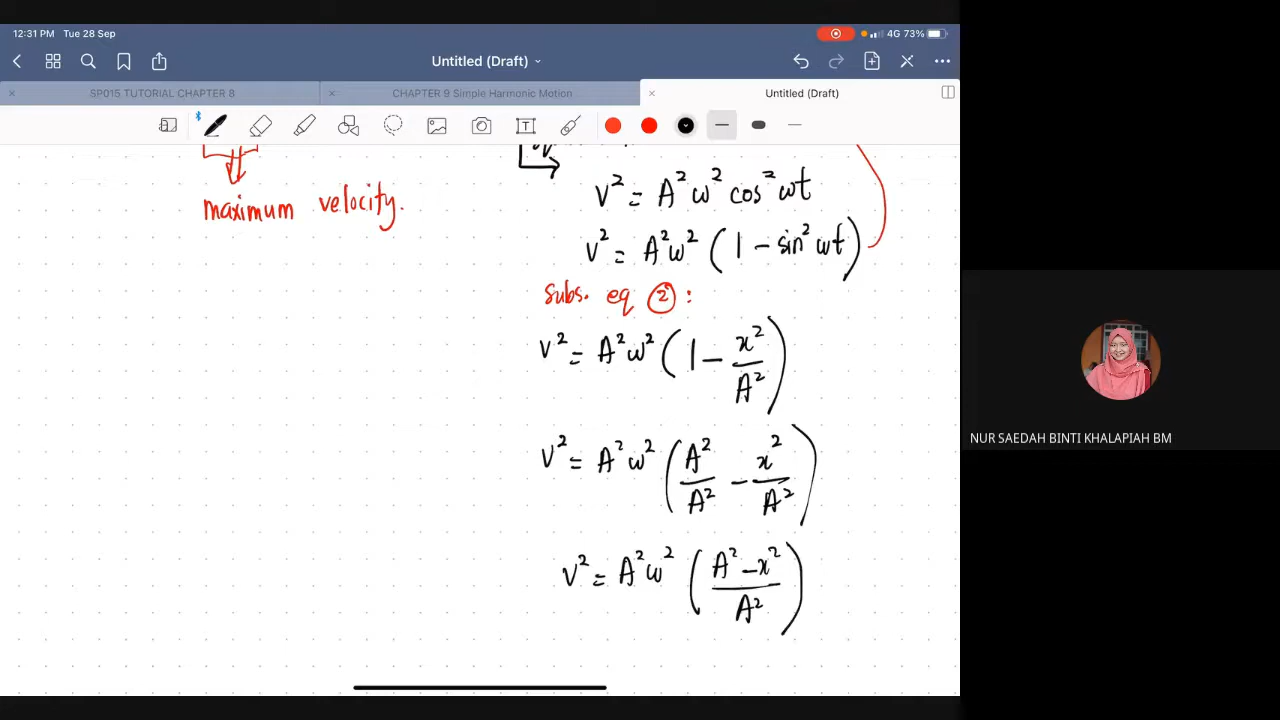 12:31 PM Tue 28 Sep
4G 73%
Untitled (Draft)
SP015 TUTORIAL CHAPTER 8
CHAPTER 9 Simple Harmonic Motion
Untitled (Draft)
maximum velocity.
V² = A²ω² cos² ωt
V² = A²ω² (1 − sin² ωt)
subs. eq ②:
V² = A²ω² (1 − x²/A²)
V² = A²ω² (A²/A² − x²/A²)
V² = A²ω² ((A² − x²)/A²)
NUR SAEDAH BINTI KHALAPIAH BM